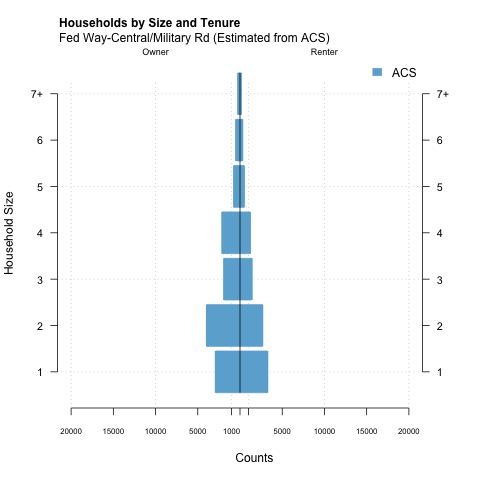 Households by Size and Tenure
Fed Way-Central/Military Rd (Estimated from ACS)
Owner Renter
ACS
7+ 7+
6 6
5 5
4 4
3 3
2 2
1 1
Household Size
20000 15000 10000 5000 1000 5000 10000 15000 20000
Counts